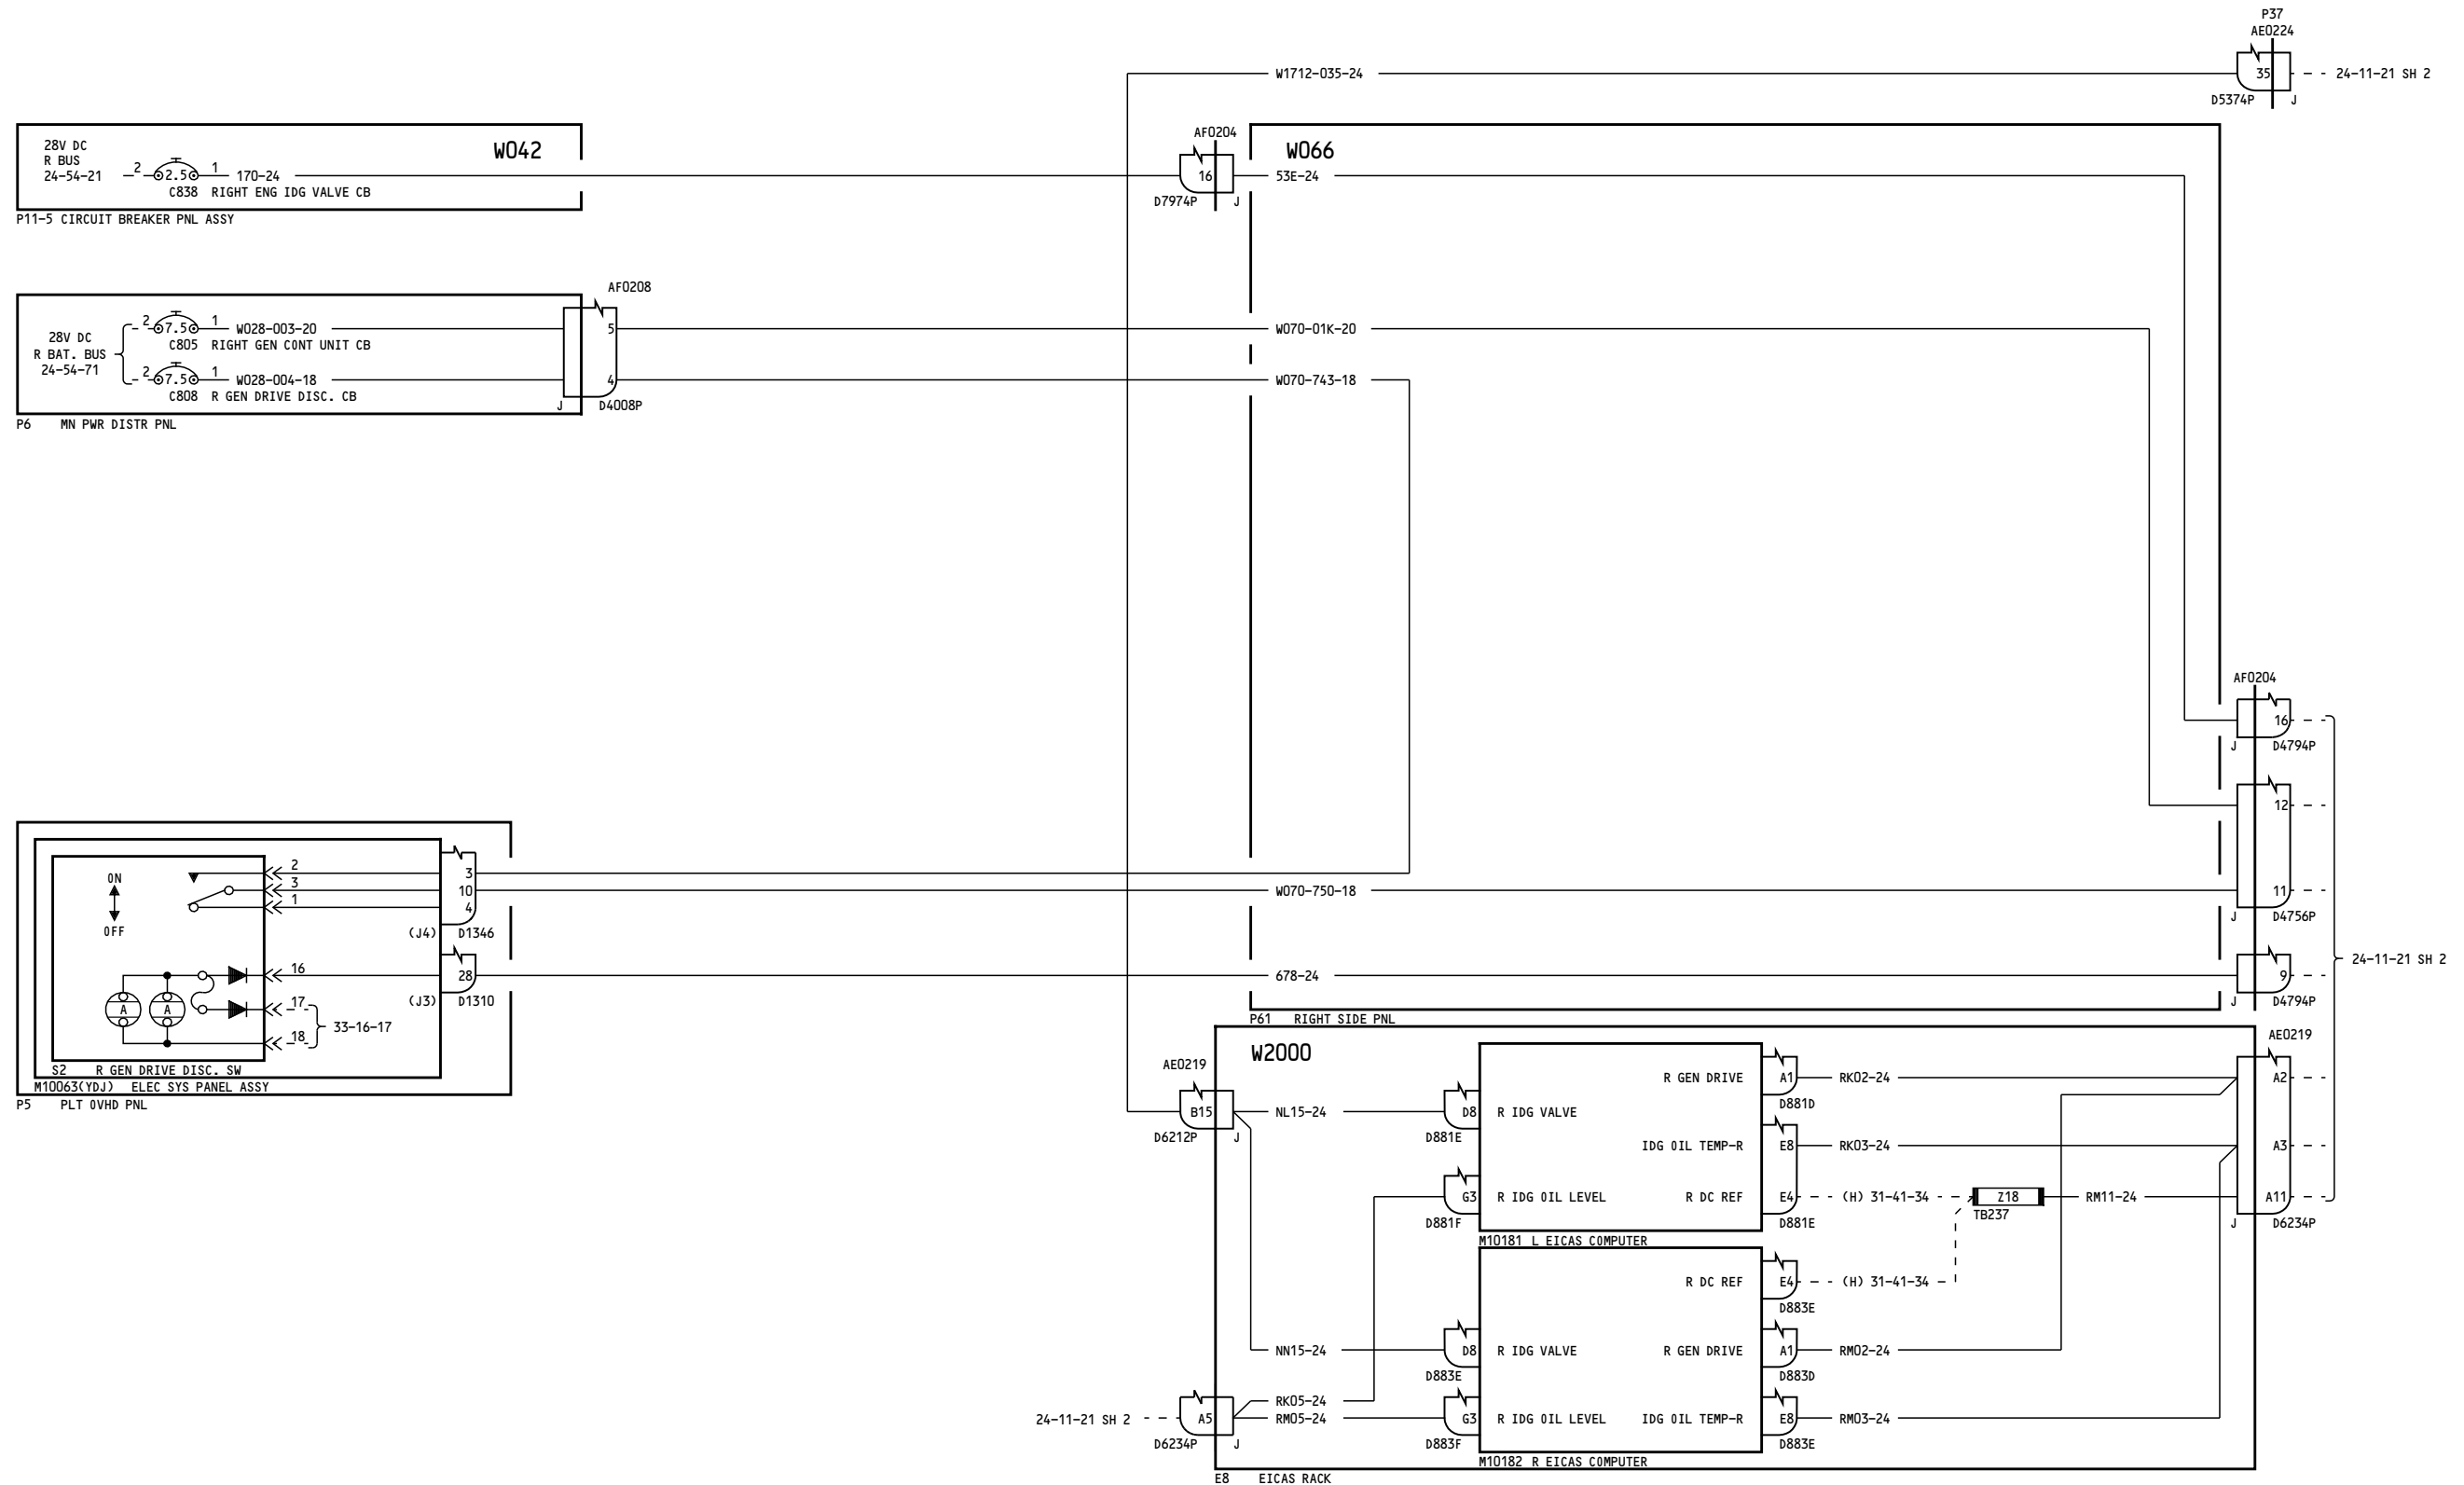 P37
AE0224
W1712-035-24
35
24-11-21 SH 2
D5374P
J
28V DC
R BUS
24-54-21
2
2.5
1
170-24
W042
C838 RIGHT ENG IDG VALVE CB
P11-5 CIRCUIT BREAKER PNL ASSY
AF0204
16
D7974P
J
W066
53E-24
AF0208
28V DC
R BAT. BUS
24-54-71
2
7.5
1
W028-003-20
5
W070-01K-20
C805 RIGHT GEN CONT UNIT CB
2
7.5
1
W028-004-18
4
W070-743-18
C808 R GEN DRIVE DISC. CB
J
D4008P
P6 MN PWR DISTR PNL
AF0204
16
J
D4794P
12
ON
OFF
2
3
3
10
W070-750-18
11
1
4
(J4)
D1346
J
D4756P
16
28
678-24
9
24-11-21 SH 2
(J3)
D1310
J
D4794P
A
A
17
33-16-17
18
S2 R GEN DRIVE DISC. SW
M10063(YDJ) ELEC SYS PANEL ASSY
P5 PLT OVHD PNL
P61 RIGHT SIDE PNL
W2000
AE0219
AE0219
R GEN DRIVE
A1
RK02-24
A2
D881D
B15
NL15-24
D8
R IDG VALVE
D6212P
J
D881E
IDG OIL TEMP-R
E8
RK03-24
A3
G3
R IDG OIL LEVEL
R DC REF
E4
(H) 31-41-34
Z18
RM11-24
A11
D881F
D881E
TB237
J
D6234P
M10181 L EICAS COMPUTER
R DC REF
E4
(H) 31-41-34
D883E
NN15-24
D8
R IDG VALVE
R GEN DRIVE
A1
RM02-24
D883E
D883D
RK05-24
24-11-21 SH 2
A5
RM05-24
G3
R IDG OIL LEVEL
IDG OIL TEMP-R
E8
RM03-24
D6234P
J
D883F
D883E
M10182 R EICAS COMPUTER
E8 EICAS RACK